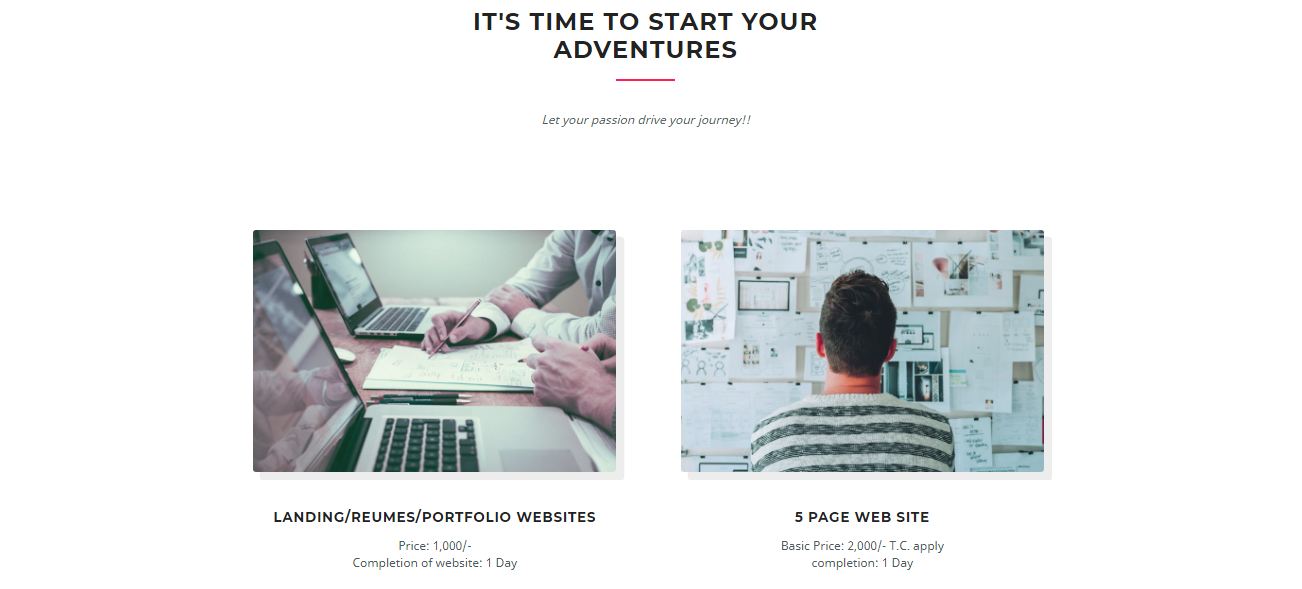 IT'S TIME TO START YOUR
ADVENTURES
Let your passion drive your journey!!
LANDING/REUMES/PORTFOLIO WEBSITES
Price: 1,000/-
Completion of website: 1 Day
5 PAGE WEB SITE
Basic Price: 2,000/- T.C. apply
completion: 1 Day